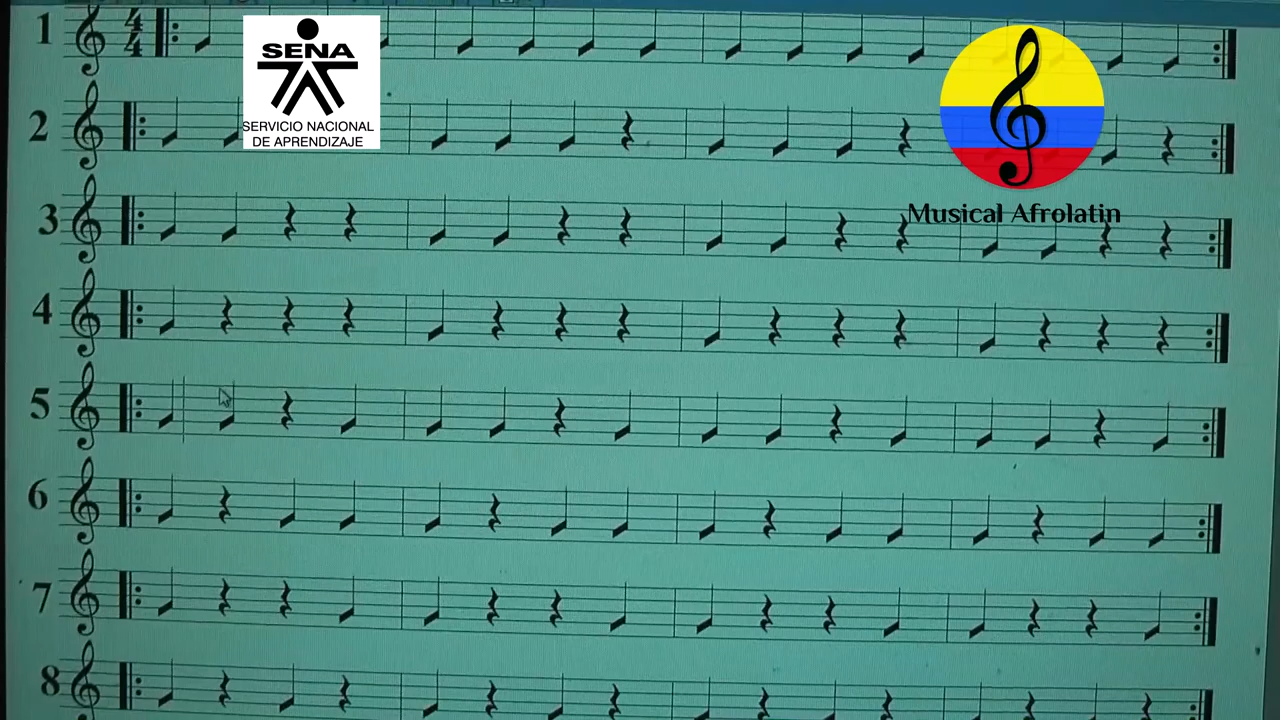 1
4
4
SENA
SERVICIO NACIONAL
DE APRENDIZAJE
2
3
Musical Afrolatin
4
5
6
7
8